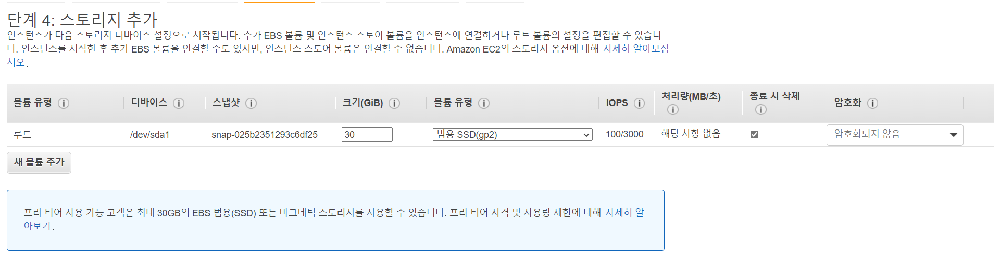 단계 4: 스토리지 추가
인스턴스가 다음 스토리지 디바이스 설정으로 시작됩니다. 추가 EBS 볼륨 및 인스턴스 스토어 볼륨을 인스턴스에 연결하거나 루트 볼륨의 설정을 편집할 수 있습니
다. 인스턴스를 시작한 후 추가 EBS 볼륨을 연결할 수도 있지만, 인스턴스 스토어 볼륨은 연결할 수 없습니다. Amazon EC2의 스토리지 옵션에 대해 자세히 알아보십
시오.
볼륨 유형 디바이스 스냅샷 크기(GiB) 볼륨 유형 IOPS 처리량(MB/초) 종료 시 삭제 암호화
루트 /dev/sda1 snap-025b2351293c6df25 30 범용 SSD(gp2) 100/3000 해당 사항 없음 암호화되지 않음
새 볼륨 추가
프리 티어 사용 가능 고객은 최대 30GB의 EBS 범용(SSD) 또는 마그네틱 스토리지를 사용할 수 있습니다. 프리 티어 자격 및 사용량 제한에 대해 자세히 알
아보기.